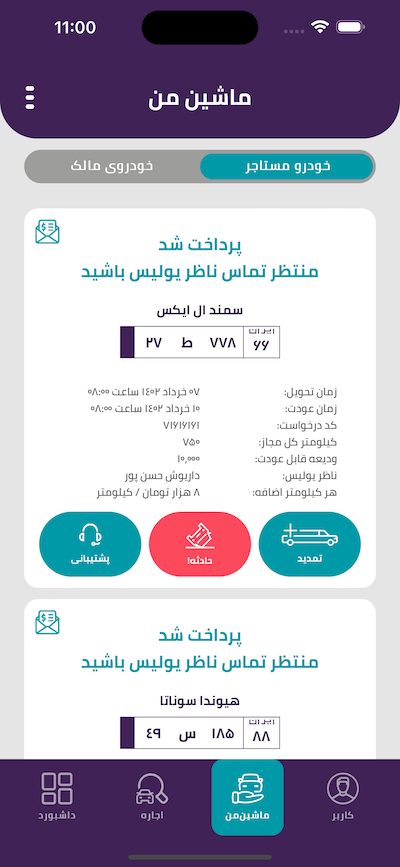 11:00
ماشین من
خودرو مستاجر
خودروی مالک
پرداخت شد
منتظر تماس ناظر یولیس باشید
سمند ال ایکس
ایران
۲۷ ط ۷۷۸ ۶۶
زمان تحویل: ۰۷ خرداد ۱۴۰۲ ساعت ۰۸:۰۰
زمان عودت: ۱۰ خرداد ۱۴۰۲ ساعت ۰۸:۰۰
کد درخواست: ۷۱۶۱۶۱۶۱
کیلومتر کل مجاز: ۷۵۰
ودیعه قابل عودت: ۱۰,۰۰۰
ناظر یولیس: داریوش حسن پور
هر کیلومتر اضافه: ۸ هزار تومان / کیلومتر
تمدید
حادثه!
پشتیبانی
پرداخت شد
منتظر تماس ناظر یولیس باشید
هیوندا سوناتا
ایران
۴۹ س ۱۸۵ ۸۸
کاربر
ماشین‌من
اجاره
داشبورد